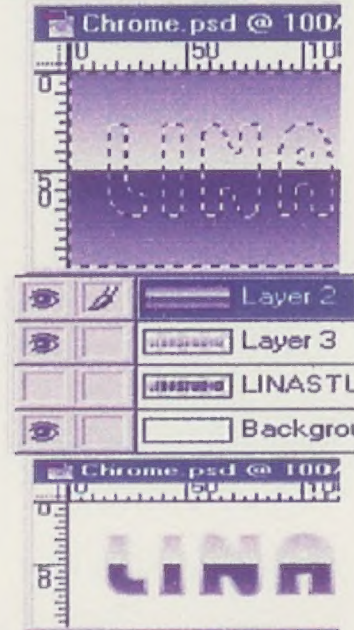 Chrome.psd @ 100%
0 50 10
0
50
LINA
Layer 2
Layer 3
LINASTU
Backgrou
Chrome.psd @ 100%
0 50 10
0
50
LINA